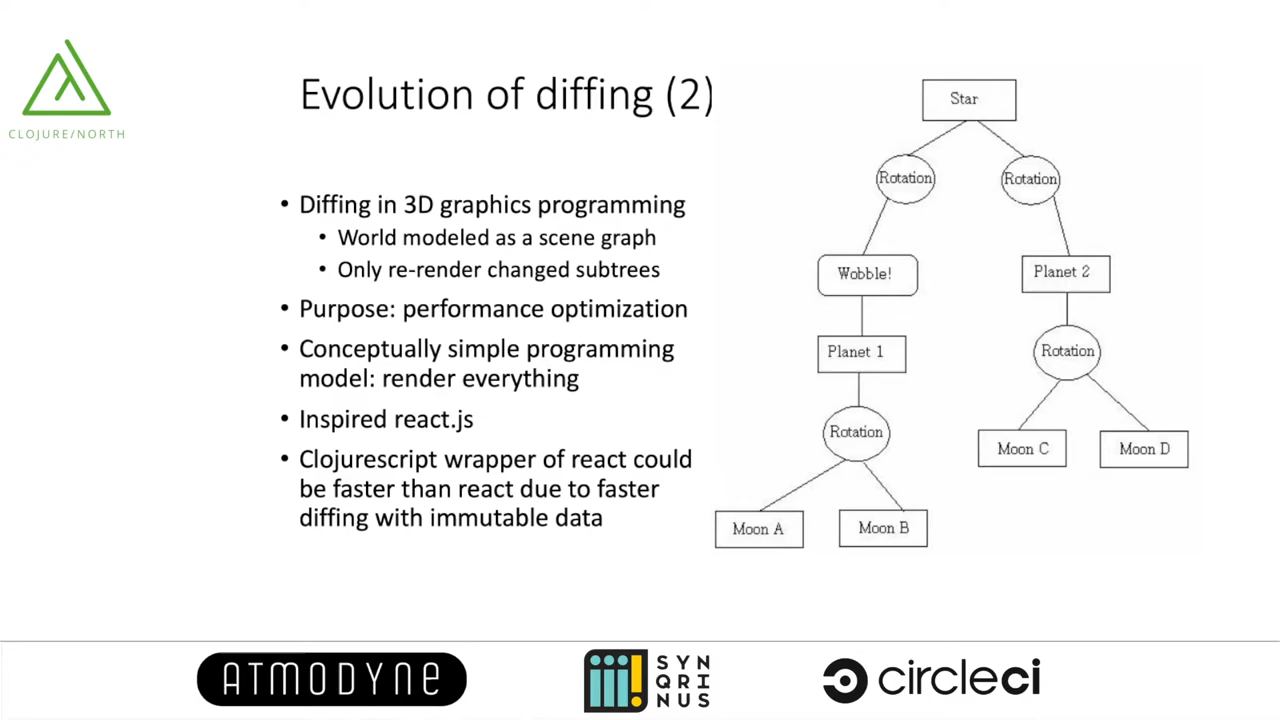 CLOJURE/NORTH
Evolution of diffing (2)
• Diffing in 3D graphics programming
• World modeled as a scene graph
• Only re-render changed subtrees
• Purpose: performance optimization
• Conceptually simple programming
model: render everything
• Inspired react.js
• Clojurescript wrapper of react could
be faster than react due to faster
diffing with immutable data
Star
Rotation
Rotation
Wobble!
Planet 2
Planet 1
Rotation
Rotation
Moon C
Moon D
Moon A
Moon B
ATMODYNE
SYN
QRI
NUS
circleci